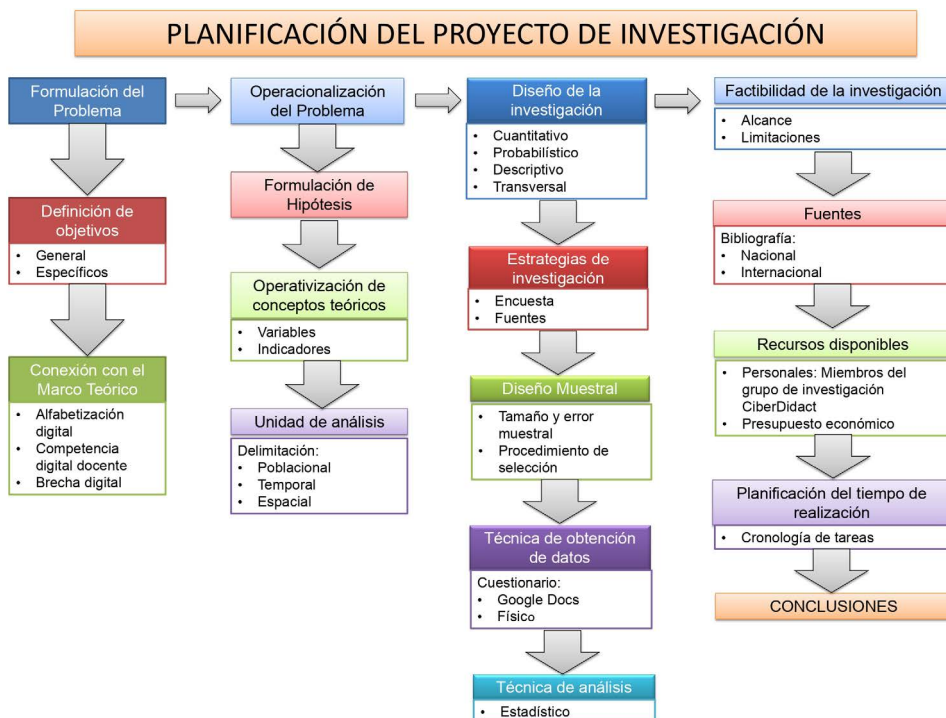 PLANIFICACIÓN DEL PROYECTO DE INVESTIGACIÓN
Formulación del
Problema
Definición de
objetivos
• General
• Específicos
Conexión con el
Marco Teórico
• Alfabetización
digital
• Competencia
digital docente
• Brecha digital
Operacionalización
del Problema
Formulación de
Hipótesis
Operativización de
conceptos teóricos
• Variables
• Indicadores
Unidad de análisis
Delimitación:
• Poblacional
• Temporal
• Espacial
Diseño de la
investigación
• Cuantitativo
• Probabilístico
• Descriptivo
• Transversal
Estrategias de
investigación
• Encuesta
• Fuentes
Diseño Muestral
• Tamaño y error
muestral
• Procedimiento de
selección
Técnica de obtención
de datos
Cuestionario:
• Google Docs
• Físico
Técnica de análisis
• Estadístico
Factibilidad de la investigación
• Alcance
• Limitaciones
Fuentes
Bibliografía:
• Nacional
• Internacional
Recursos disponibles
• Personales: Miembros del
grupo de investigación
CiberDidact
• Presupuesto económico
Planificación del tiempo de
realización
• Cronología de tareas
CONCLUSIONES